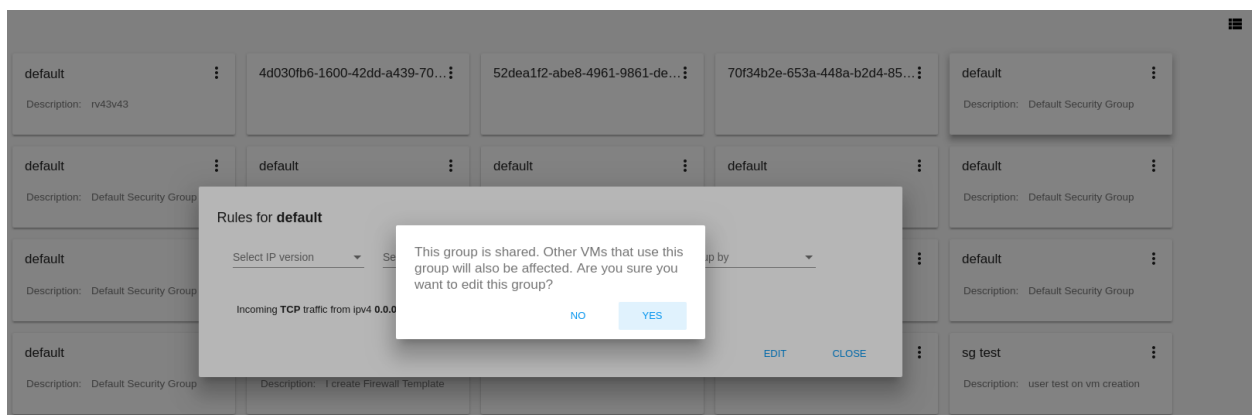 default
4d030fb6-1600-42dd-a439-70...
52dea1f2-abe8-4961-9861-de...
70f34b2e-653a-448a-b2d4-85...
default
Description: rv43v43
Description: Default Security Group
default
default
default
default
default
Description: Default Security Group
Description: Default Security Group
Rules for default
This group is shared. Other VMs that use this
group will also be affected. Are you sure you
want to edit this group?
NO
YES
default
Select IP version
Se
up by
default
Description: Default Security Group
Incoming TCP traffic from ipv4 0.0.0
Description: Default Security Group
default
EDIT
CLOSE
sg test
Description: Default Security Group
Description: I create Firewall Template
Description: user test on vm creation